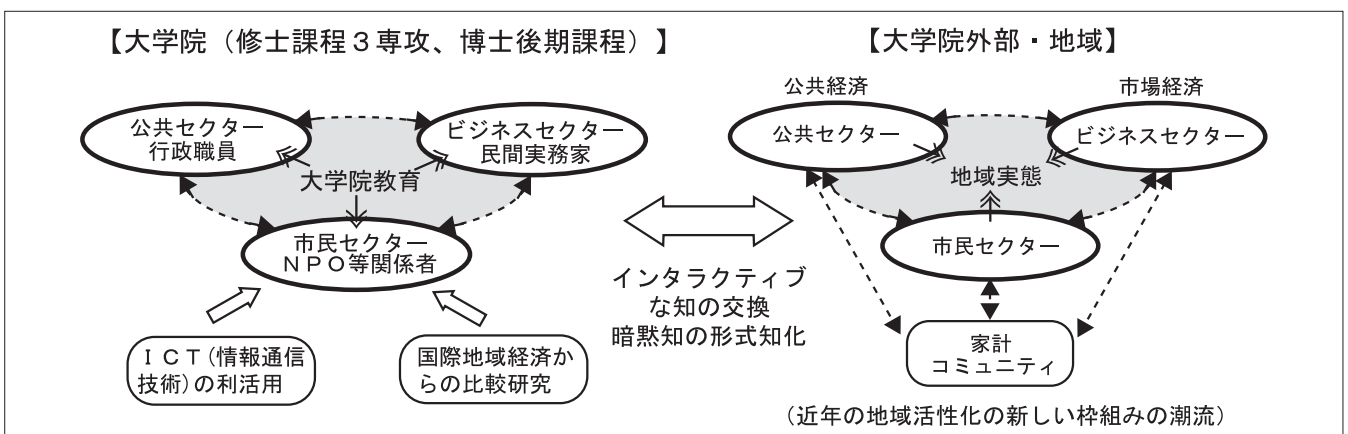 【大学院（修士課程３専攻、博士後期課程）】
公共セクター
行政職員
ビジネスセクター
民間実務家
大学院教育
市民セクター
ＮＰＯ等関係者
ＩＣＴ（情報通信
技術）の利活用
国際地域経済か
らの比較研究
インタラクティブ
な知の交換
暗黙知の形式知化
【大学院外部・地域】
公共経済
市場経済
公共セクター
ビジネスセクター
地域実態
市民セクター
家計
コミュニティ
（近年の地域活性化の新しい枠組みの潮流）